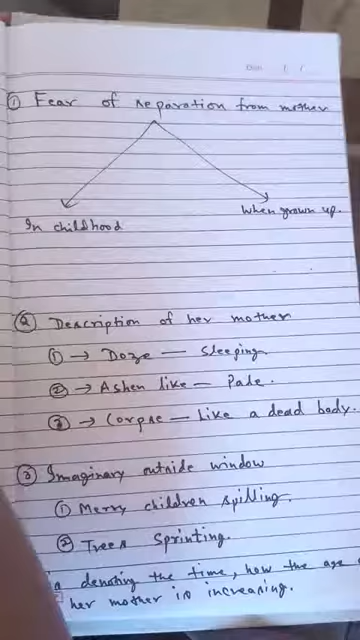 Date / /
① Fear of separation from mother
In childhood
When grown up.
② Description of her mother
① → Doze — sleeping
② → Ashen like — Pale.
③ → Corpse — Like a dead body.
③ Imaginary outside window
① Merry children spilling.
② Trees Sprinting.
denoting the time, how the age
her mother is increasing.